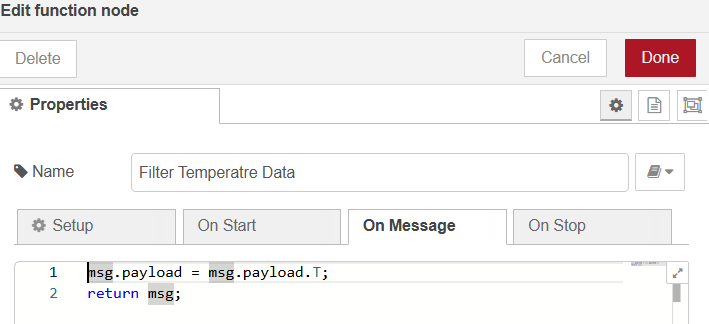 Edit function node
Delete
Cancel
Done
Properties
Name
Filter Temperatre Data
Setup
On Start
On Message
On Stop
1 msg.payload = msg.payload.T;
2 return msg;